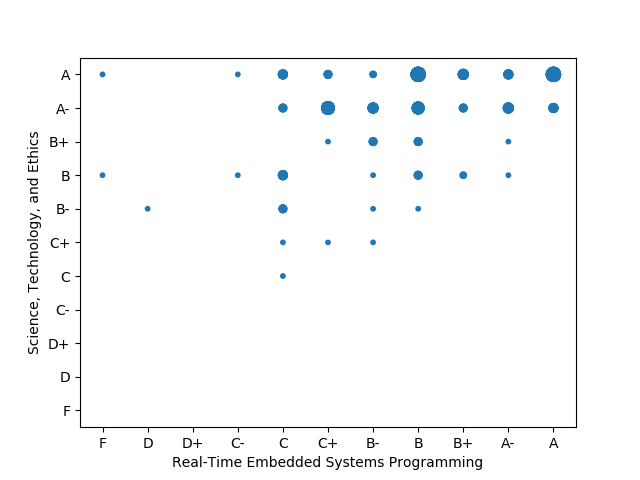 A
A-
B+
B
B-
C+
C
C-
D+
D
F
Science, Technology, and Ethics
F D D+ C- C C+ B- B B+ A- A
Real-Time Embedded Systems Programming